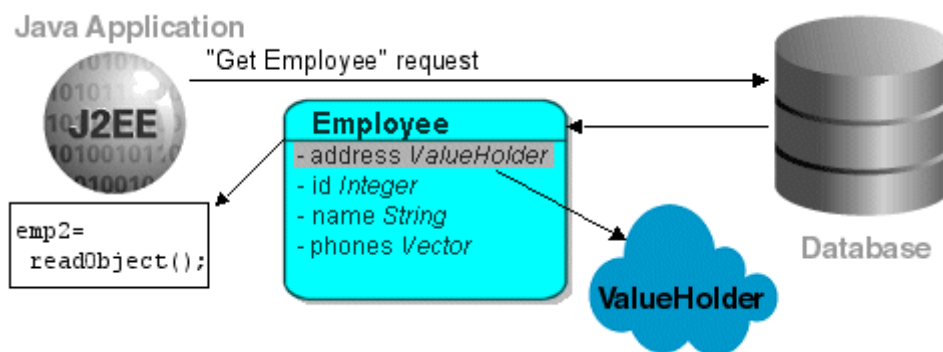 Java Application
"Get Employee" request
J2EE
Employee
- address ValueHolder
- id Integer
- name String
- phones Vector
emp2=
readObject();
ValueHolder
Database